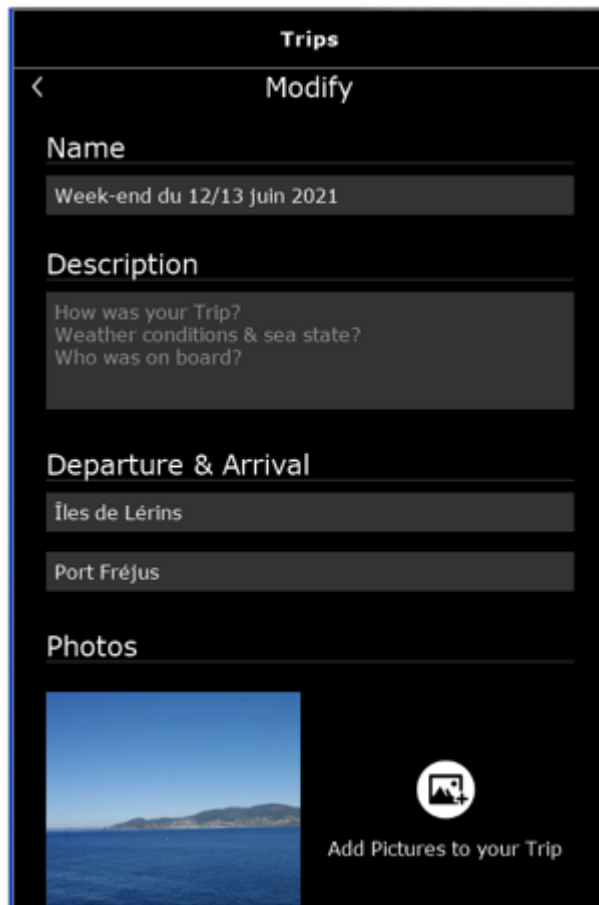 Trips
Modify
Name
Week-end du 12/13 juin 2021
Description
How was your Trip?
Weather conditions & sea state?
Who was on board?
Departure & Arrival
Îles de Lérins
Port Fréjus
Photos
Add Pictures to your Trip